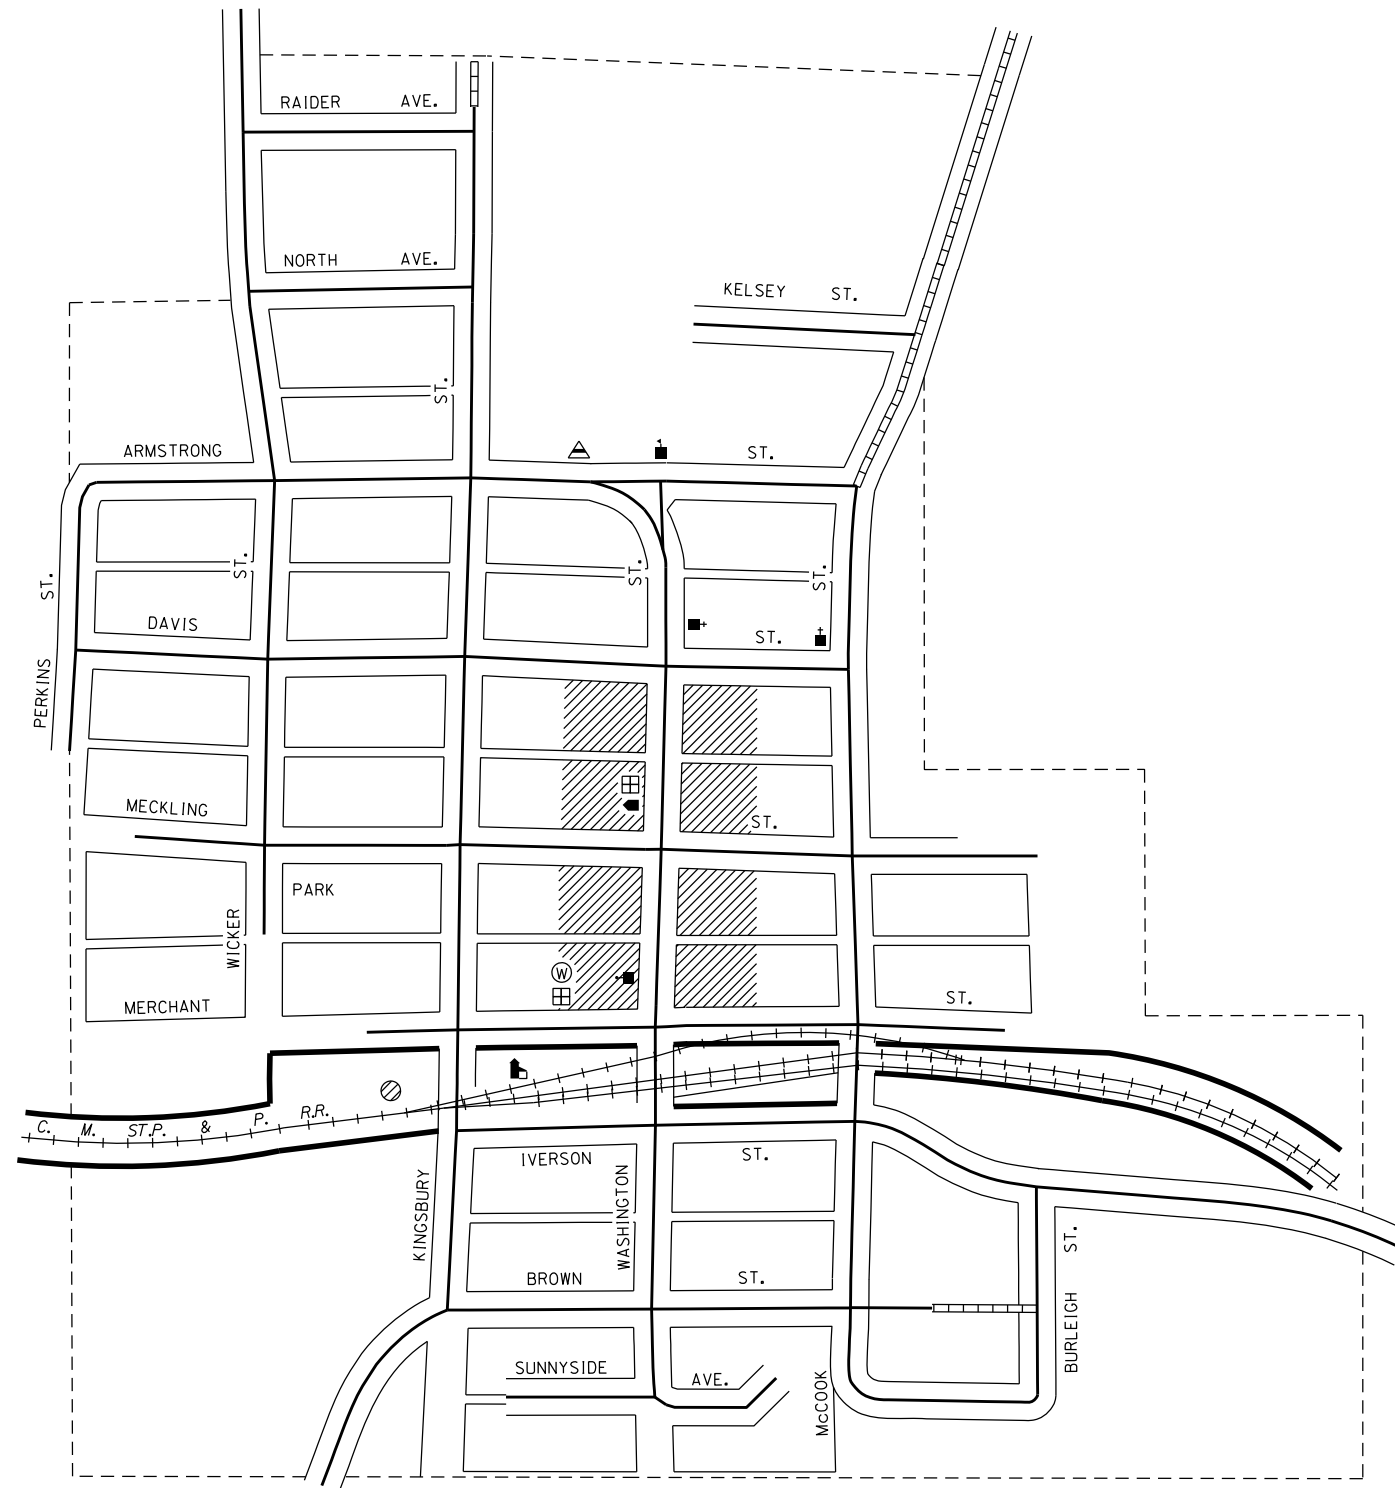 RAIDER AVE.
NORTH AVE.
KELSEY ST.
ST.
ARMSTRONG ST.
ST.
ST.
ST.
ST.
DAVIS ST.
PERKINS
MECKLING ST.
PARK
WICKER
W
MERCHANT ST.
C. M. ST.P. & P. R.R.
IVERSON ST.
KINGSBURY
WASHINGTON
BROWN ST.
ST.
BURLEIGH
SUNNYSIDE AVE.
McCOOK